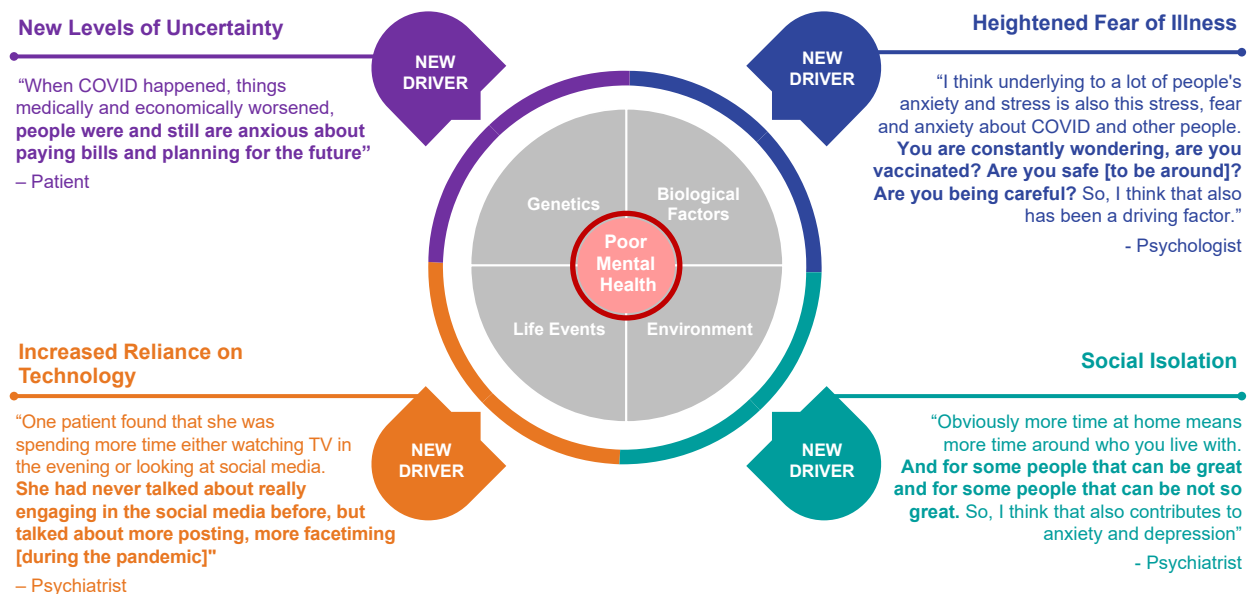 New Levels of Uncertainty
NEW
DRIVER
“When COVID happened, things
medically and economically worsened,
people were and still are anxious about
paying bills and planning for the future”
– Patient
Heightened Fear of Illness
NEW
DRIVER
“I think underlying to a lot of people's
anxiety and stress is also this stress, fear
and anxiety about COVID and other people.
You are constantly wondering, are you
vaccinated? Are you safe [to be around]?
Are you being careful? So, I think that also
has been a driving factor.”
- Psychologist
Genetics
Biological
Factors
Poor
Mental
Health
Life Events
Environment
Increased Reliance on
Technology
NEW
DRIVER
“One patient found that she was
spending more time either watching TV in
the evening or looking at social media.
She had never talked about really
engaging in the social media before, but
talked about more posting, more facetiming
[during the pandemic]"
– Psychiatrist
Social Isolation
NEW
DRIVER
“Obviously more time at home means
more time around who you live with.
And for some people that can be great
and for some people that can be not so
great. So, I think that also contributes to
anxiety and depression”
- Psychiatrist